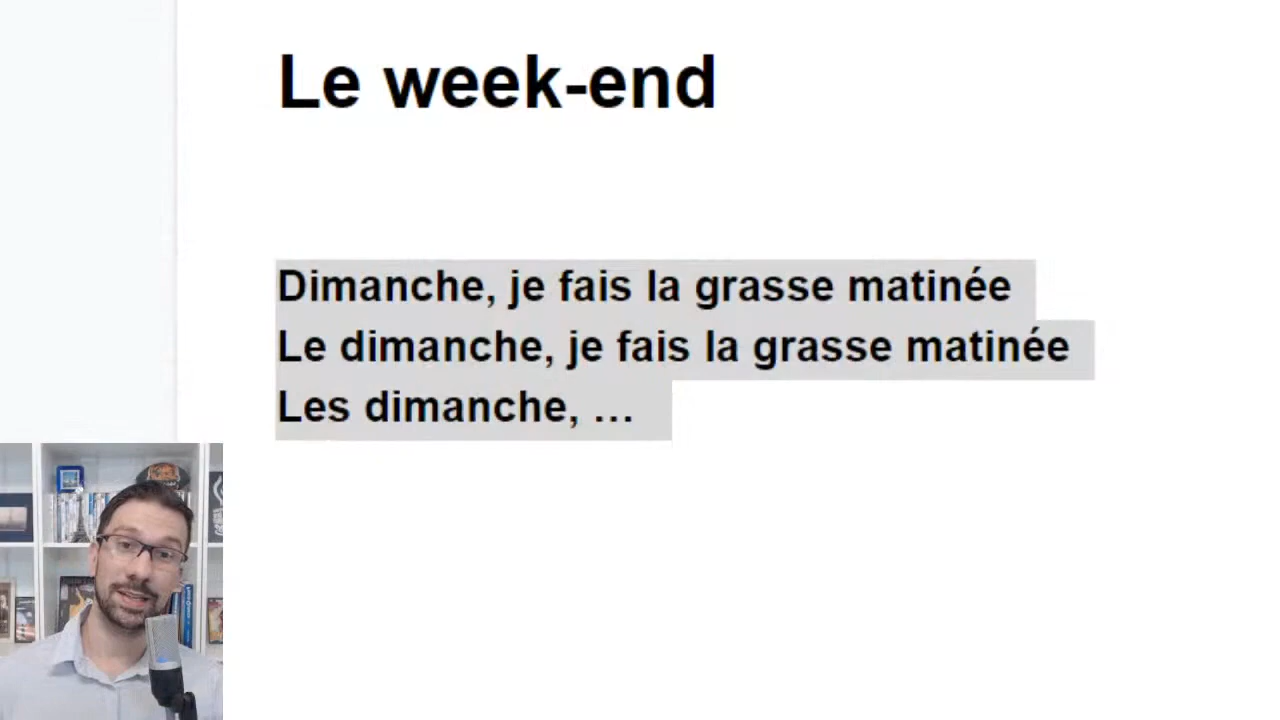 Le week-end
Dimanche, je fais la grasse matinée
Le dimanche, je fais la grasse matinée
Les dimanche, …